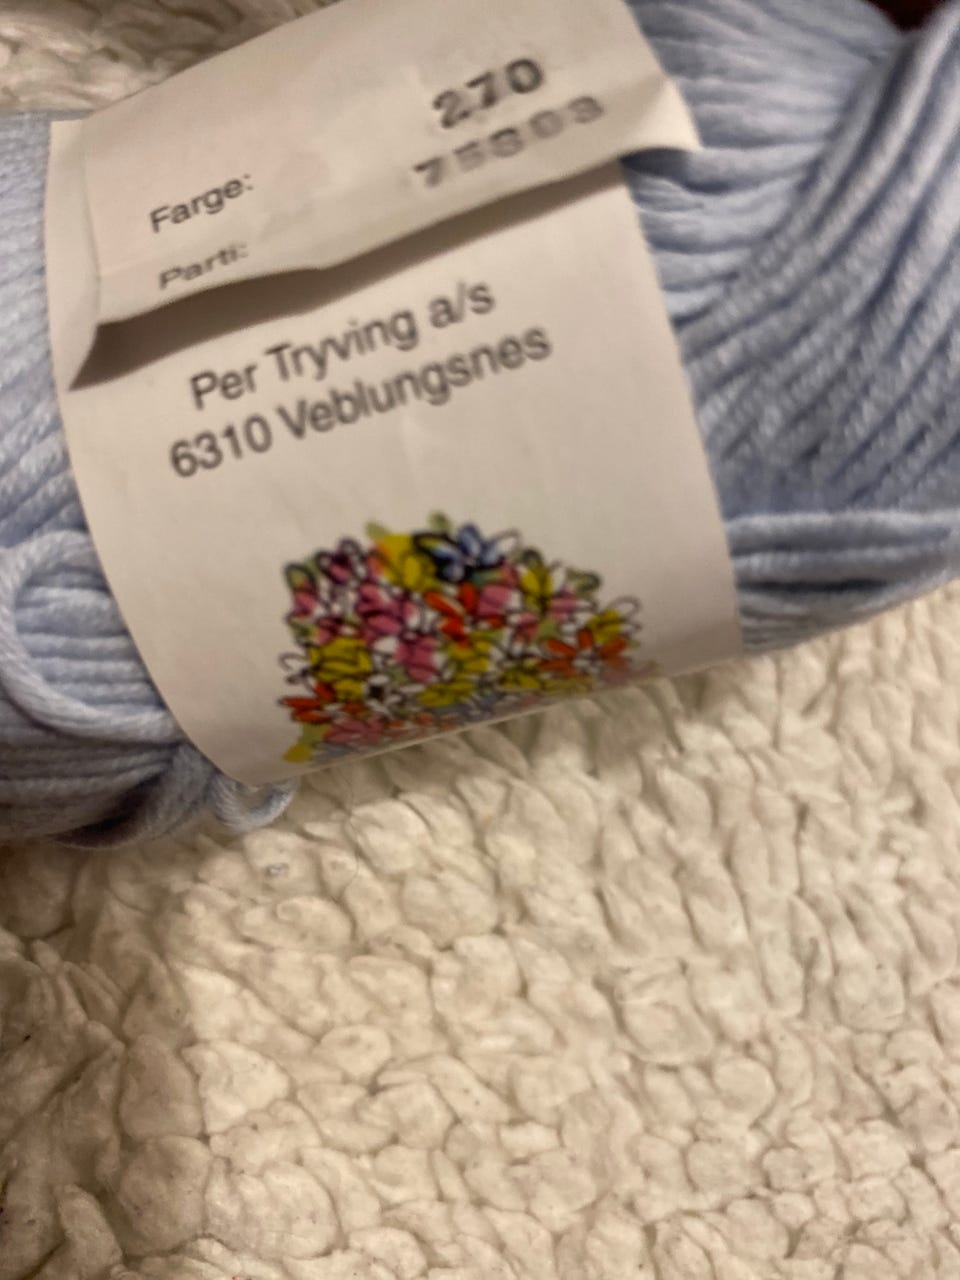 Farge: 270
Parti:
Per Tryving a/s
6310 Veblungsnes